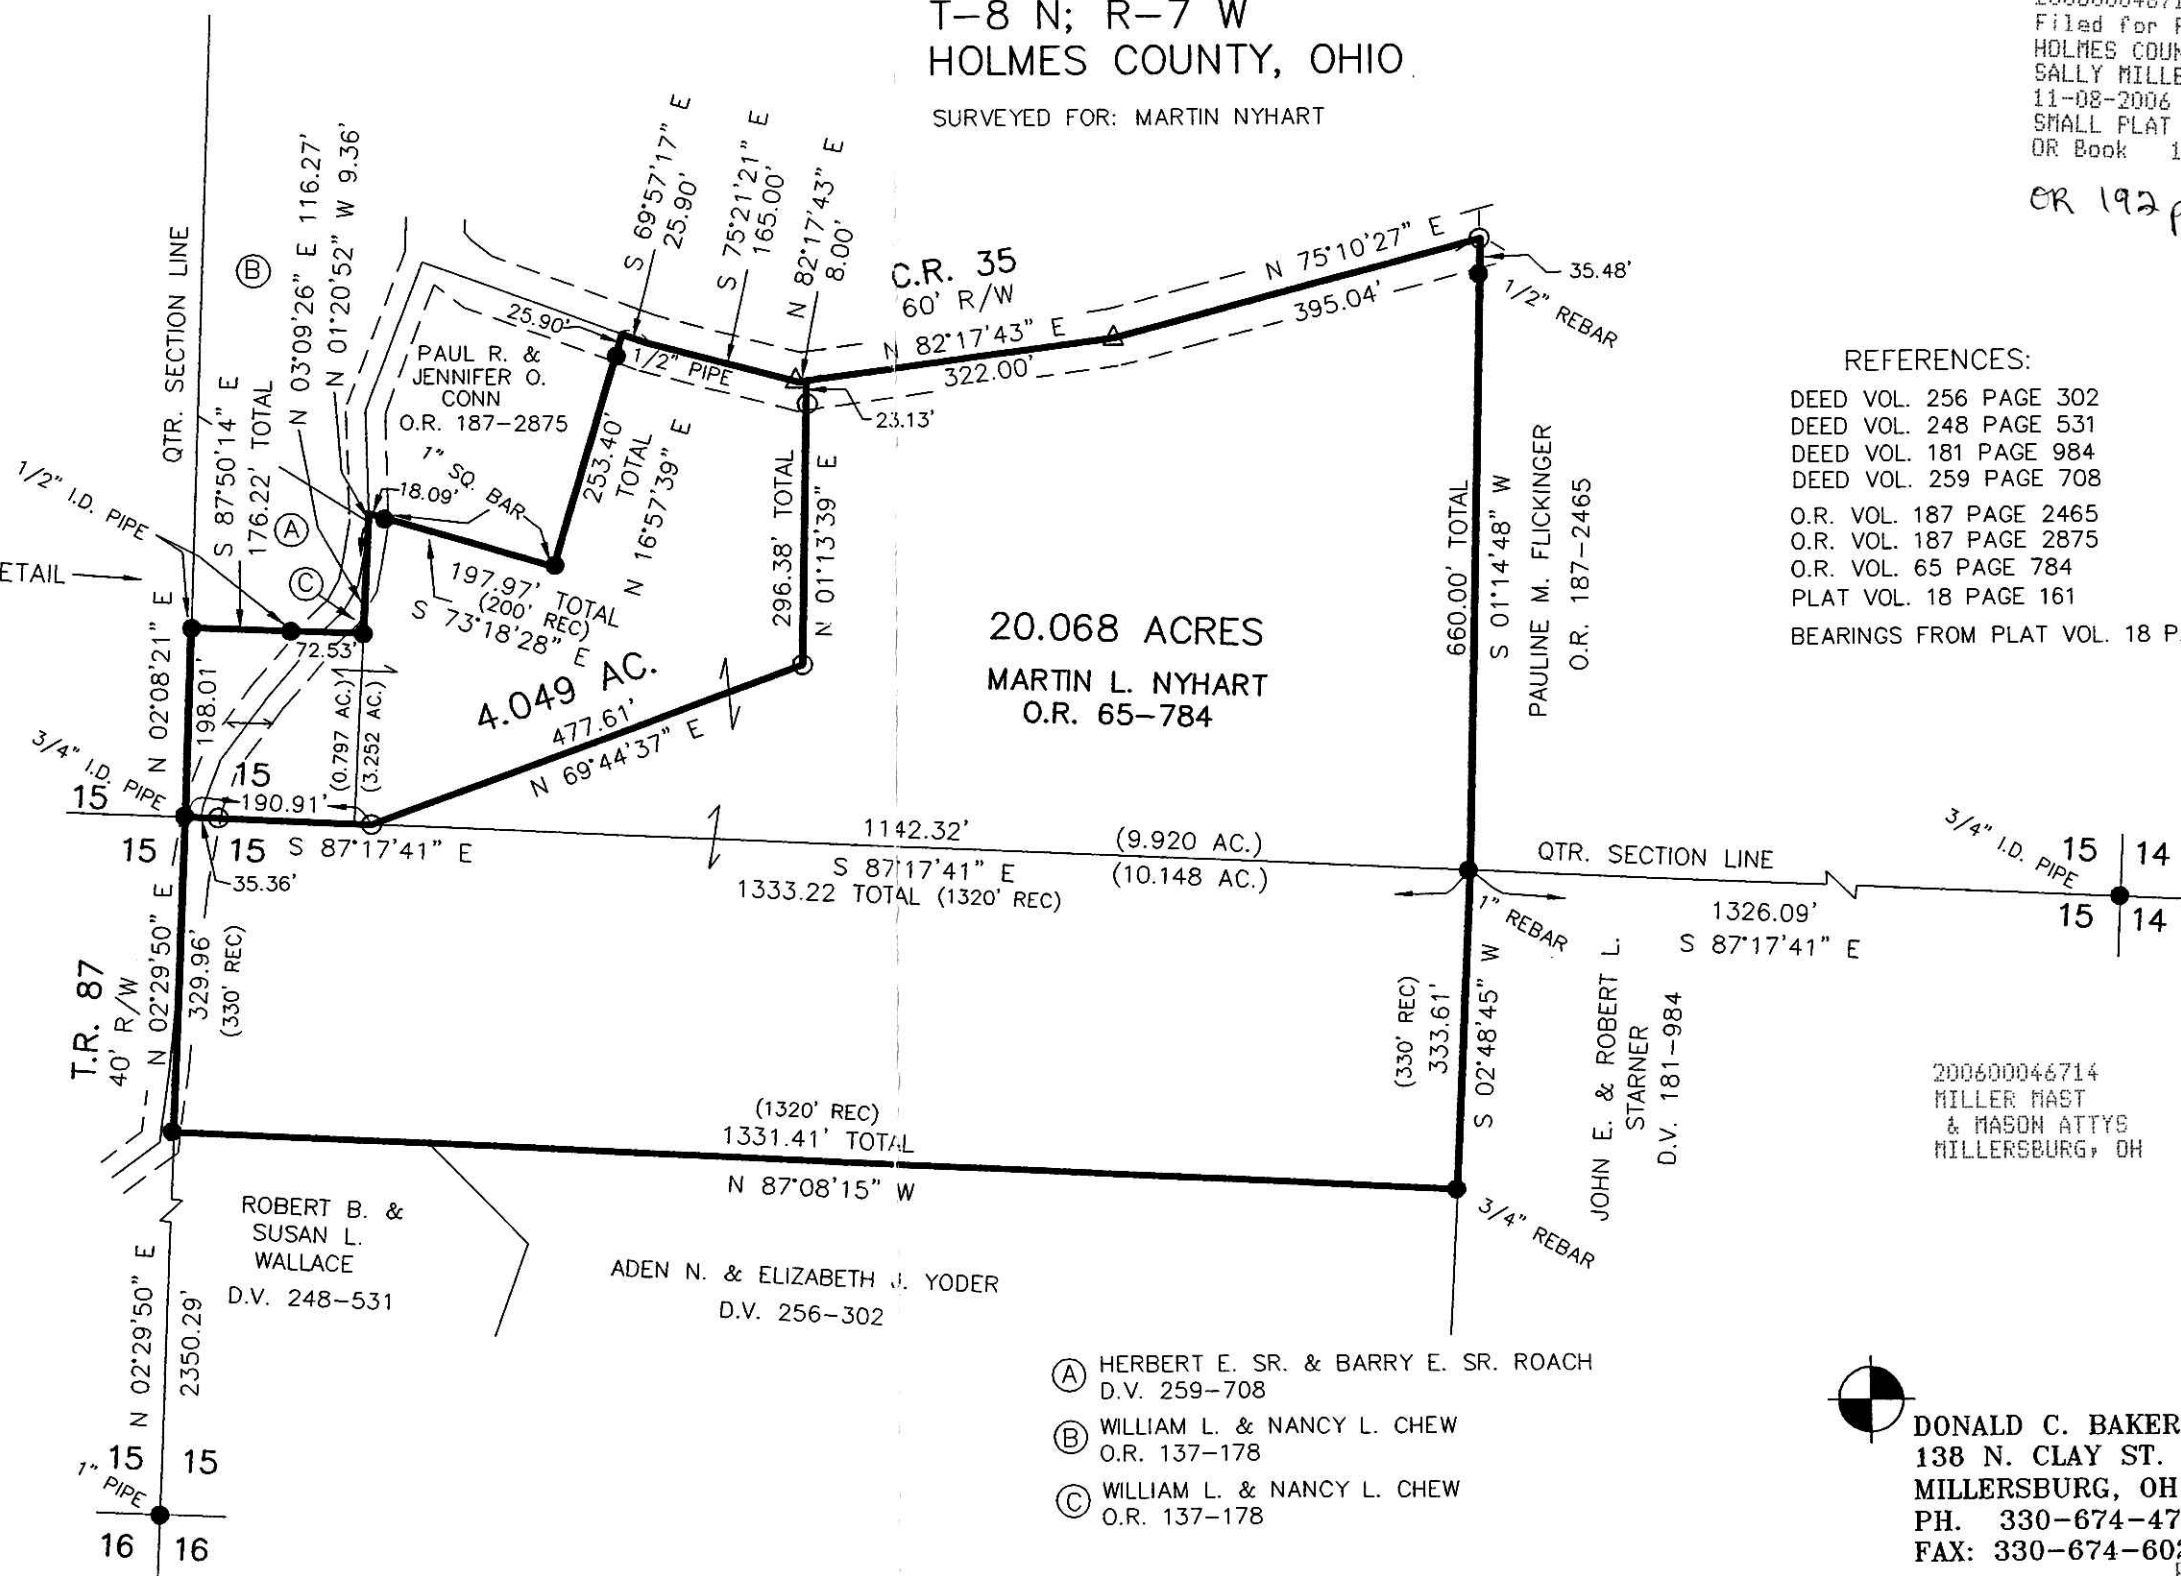 T-8 N; R-7 W
HOLMES COUNTY, OHIO
SURVEYED FOR: MARTIN NYHART
Filed for
HOLMES
SALLY
11-08-2006
SMALL PLAT
OR Book
OR 192
QTR. SECTION LINE
S 87°50'14" E
176.22' TOTAL
N 03°09'26" E 116.27'
N 01°20'52" W 9.36'
S 69°57'17" E
25.90'
S 75°21'21" E
165.00'
N 82°17'43" E
8.00'
C.R. 35
60' R/W
N 82°17'43" E
322.00'
N 75°10'27" E
395.04'
35.48'
1/2" REBAR
B
25.90'
1/2" PIPE
PAUL R. &
JENNIFER O.
CONN
O.R. 187-2875
1" SQ. BAR
18.09'
253.40'
TOTAL
N 16°57'39" E
23.13'
296.38' TOTAL
N 01°13'39" E
660.00' TOTAL
S 01°14'48" W
PAULINE M. FLICKINGER
O.R. 187-2465
REFERENCES:
DEED VOL. 256 PAGE 302
DEED VOL. 248 PAGE 531
DEED VOL. 181 PAGE 984
DEED VOL. 259 PAGE 708
O.R. VOL. 187 PAGE 2465
O.R. VOL. 187 PAGE 2875
O.R. VOL. 65 PAGE 784
PLAT VOL. 18 PAGE 161
BEARINGS FROM PLAT VOL. 18
1/2" I.D. PIPE
A
C
ETAIL
197.97' TOTAL
(200' REC)
S 73°18'28" E
72.53'
N 02°08'21" E
198.01'
(0.797 AC.)
(3.252 AC.)
4.049 AC.
477.61'
N 69°44'37" E
20.068 ACRES
MARTIN L. NYHART
O.R. 65-784
3/4" I.D. PIPE
15
15
15
15
190.91'
S 87°17'41" E
35.36'
1142.32'
(9.920 AC.)
S 87°17'41" E
(10.148 AC.)
1333.22 TOTAL (1320' REC)
QTR. SECTION LINE
1" REBAR
1326.09'
S 87°17'41" E
3/4" I.D. PIPE
15
14
15
14
T.R. 87
40' R/W
N 02°29'50" E
329.96'
(330' REC)
(330' REC)
333.61'
S 02°48'45" W
JOHN E. & ROBERT L.
STARNER
D.V. 181-984
200600046714
MILLER MAST
& MASON ATTYS
MILLERSBURG, OH
(1320' REC)
1331.41' TOTAL
N 87°08'15" W
3/4" REBAR
ROBERT B. &
SUSAN L.
WALLACE
D.V. 248-531
ADEN N. & ELIZABETH J. YODER
D.V. 256-302
N 02°29'50" E
2350.29'
15
15
1" PIPE
16
16
A HERBERT E. SR. & BARRY E. SR. ROACH
D.V. 259-708
B WILLIAM L. & NANCY L. CHEW
O.R. 137-178
C WILLIAM L. & NANCY L. CHEW
O.R. 137-178
DONALD C. BAKER
138 N. CLAY ST.
MILLERSBURG, OH
PH. 330-674-47
FAX: 330-674-60